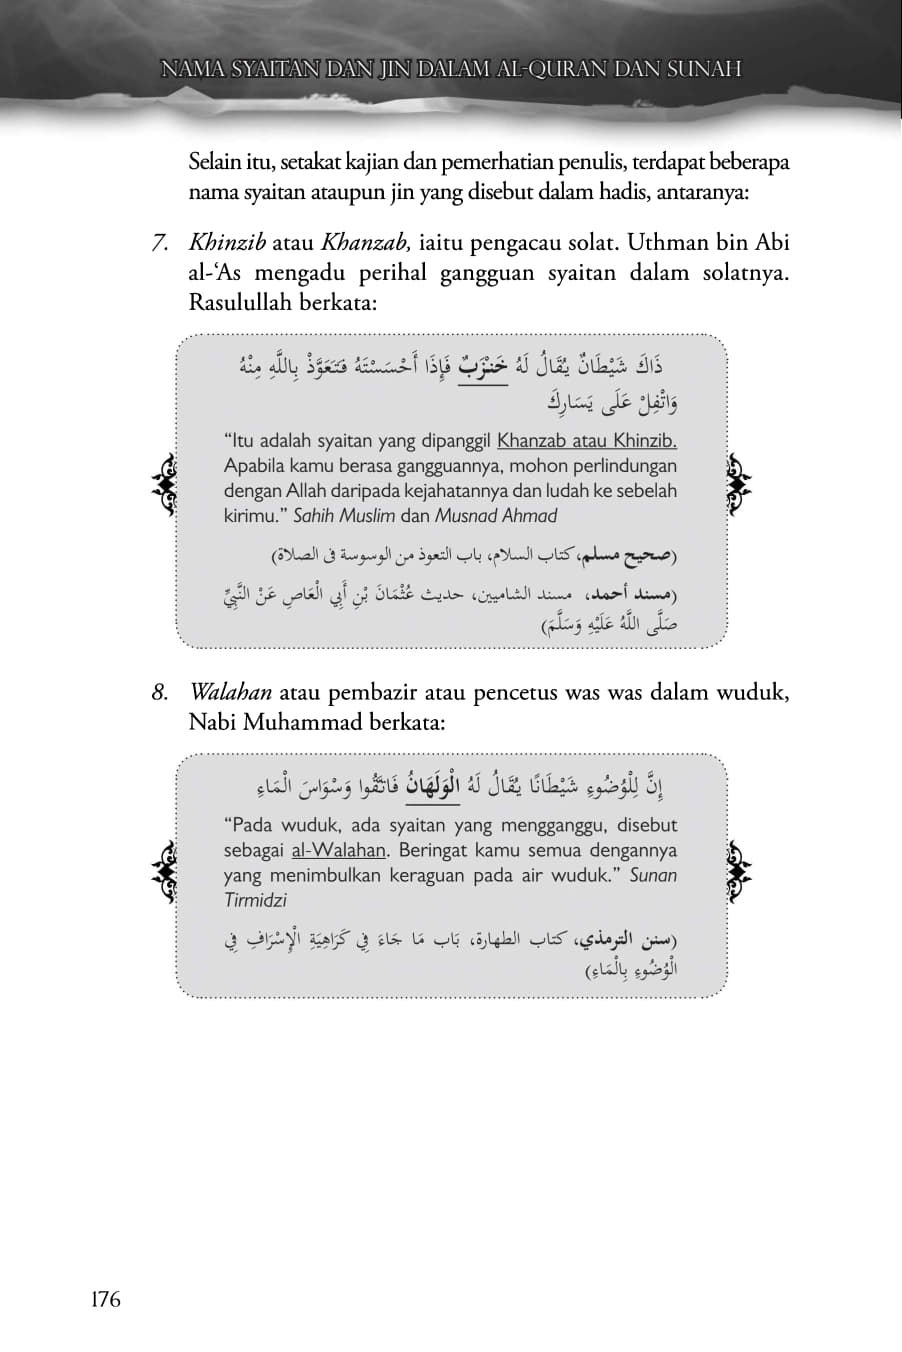 NAMA SYAITAN DAN JIN DALAM AL-QURAN DAN SUNAH
Selain itu, setakat kajian dan pemerhatian penulis, terdapat beberapa
nama syaitan ataupun jin yang disebut dalam hadis, antaranya:
7. Khinzib atau Khanzab, iaitu pengacau solat. Uthman bin Abi
al-‘As mengadu perihal gangguan syaitan dalam solatnya.
Rasulullah berkata:
ذَاكَ شَيْطَانٌ يُقَالُ لَهُ خَنْزَبٌ فَإِذَا أَحْسَسْتَهُ فَتَعَوَّذْ بِاللَّهِ مِنْهُ
وَاتْفِلْ عَلَى يَسَارِكَ
“Itu adalah syaitan yang dipanggil Khanzab atau Khinzib.
Apabila kamu berasa gangguannya, mohon perlindungan
dengan Allah daripada kejahatannya dan ludah ke sebelah
kirimu.” Sahih Muslim dan Musnad Ahmad
(صحيح مسلم، كتاب السلام، باب التعوذ من الوسوسة فى الصلاة)
(مسند أحمد، مسند الشاميين، حديث عُثْمَانَ بْنِ أَبِي الْعَاصِ عَنْ النَّبِيِّ
صَلَّى اللَّهُ عَلَيْهِ وَسَلَّمَ)
8. Walahan atau pembazir atau pencetus was was dalam wuduk,
Nabi Muhammad berkata:
إِنَّ لِلْوُضُوءِ شَيْطَانًا يُقَالُ لَهُ الْوَلَهَانُ فَاتَّقُوا وَسْوَاسَ الْمَاءِ
“Pada wuduk, ada syaitan yang mengganggu, disebut
sebagai al-Walahan. Beringat kamu semua dengannya
yang menimbulkan keraguan pada air wuduk.” Sunan
Tirmidzi
(سنن الترمذي، كتاب الطهارة، بَاب مَا جَاءَ فِي كَرَاهِيَةِ الْإِسْرَافِ فِي
الْوُضُوءِ بِالْمَاءِ)
176